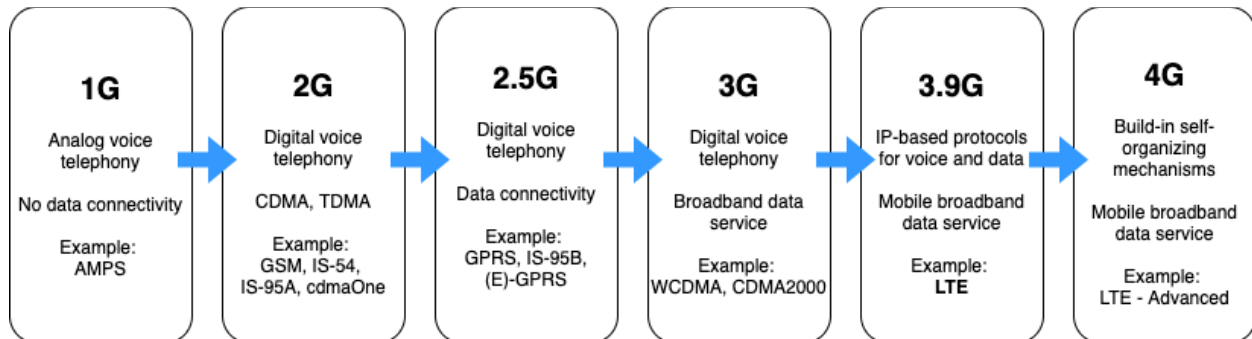 1G
Analog voice
telephony
No data connectivity
Example:
AMPS
2G
Digital voice
telephony
CDMA, TDMA
Example:
GSM, IS-54,
IS-95A, cdmaOne
2.5G
Digital voice
telephony
Data connectivity
Example:
GPRS, IS-95B,
(E)-GPRS
3G
Digital voice
telephony
Broadband data
service
Example:
WCDMA, CDMA2000
3.9G
IP-based protocols
for voice and data
Mobile broadband
data service
Example:
LTE
4G
Build-in self-
organizing
mechanisms
Mobile broadband
data service
Example:
LTE - Advanced